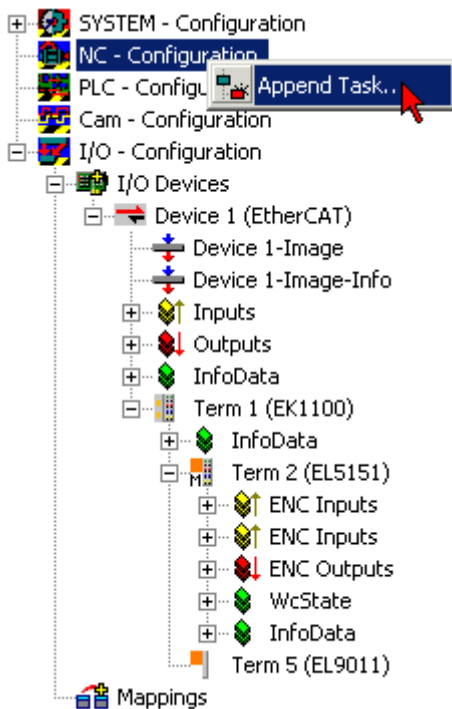 SYSTEM - Configuration
NC - Configuration
Append Task...
PLC - Configu
Cam - Configuration
I/O - Configuration
I/O Devices
Device 1 (EtherCAT)
Device 1-Image
Device 1-Image-Info
Inputs
Outputs
InfoData
Term 1 (EK1100)
InfoData
M
Term 2 (EL5151)
ENC Inputs
ENC Inputs
ENC Outputs
WcState
InfoData
Term 5 (EL9011)
Mappings